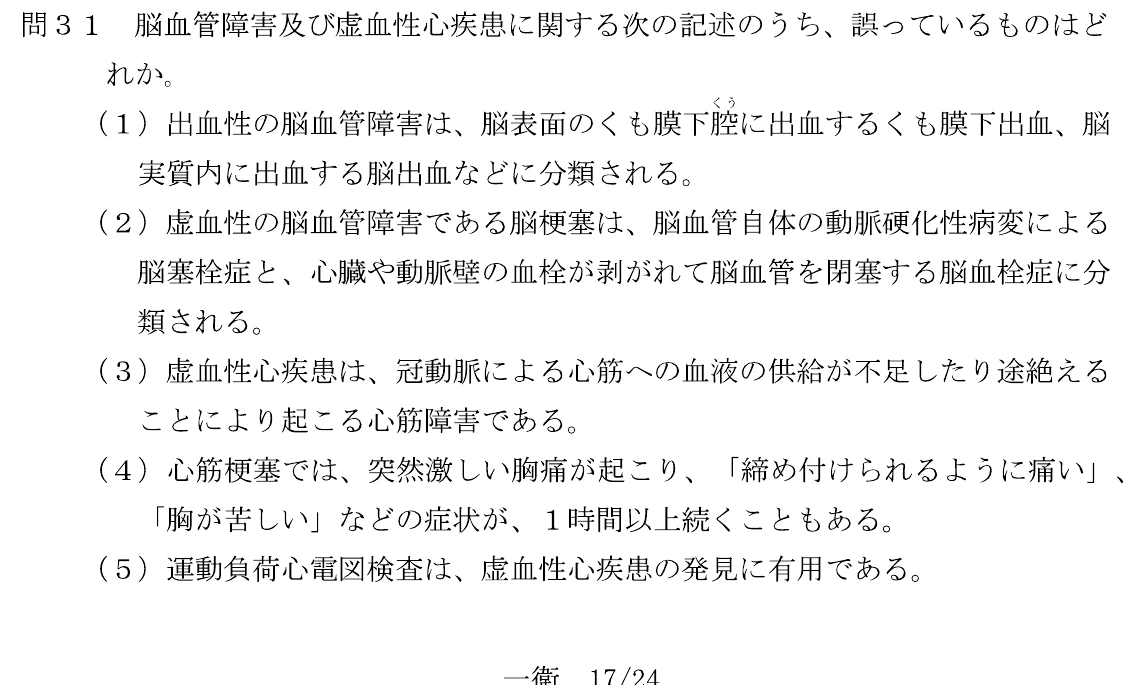 問３１　脳血管障害及び虚血性心疾患に関する次の記述のうち、誤っているものはど
れか。
くう
（１）出血性の脳血管障害は、脳表面のくも膜下腔に出血するくも膜下出血、脳
実質内に出血する脳出血などに分類される。
（２）虚血性の脳血管障害である脳梗塞は、脳血管自体の動脈硬化性病変による
脳塞栓症と、心臓や動脈壁の血栓が剥がれて脳血管を閉塞する脳血栓症に分
類される。
（３）虚血性心疾患は、冠動脈による心筋への血液の供給が不足したり途絶える
ことにより起こる心筋障害である。
（４）心筋梗塞では、突然激しい胸痛が起こり、「締め付けられるように痛い」、
「胸が苦しい」などの症状が、１時間以上続くこともある。
（５）運動負荷心電図検査は、虚血性心疾患の発見に有用である。
一衛　17/24